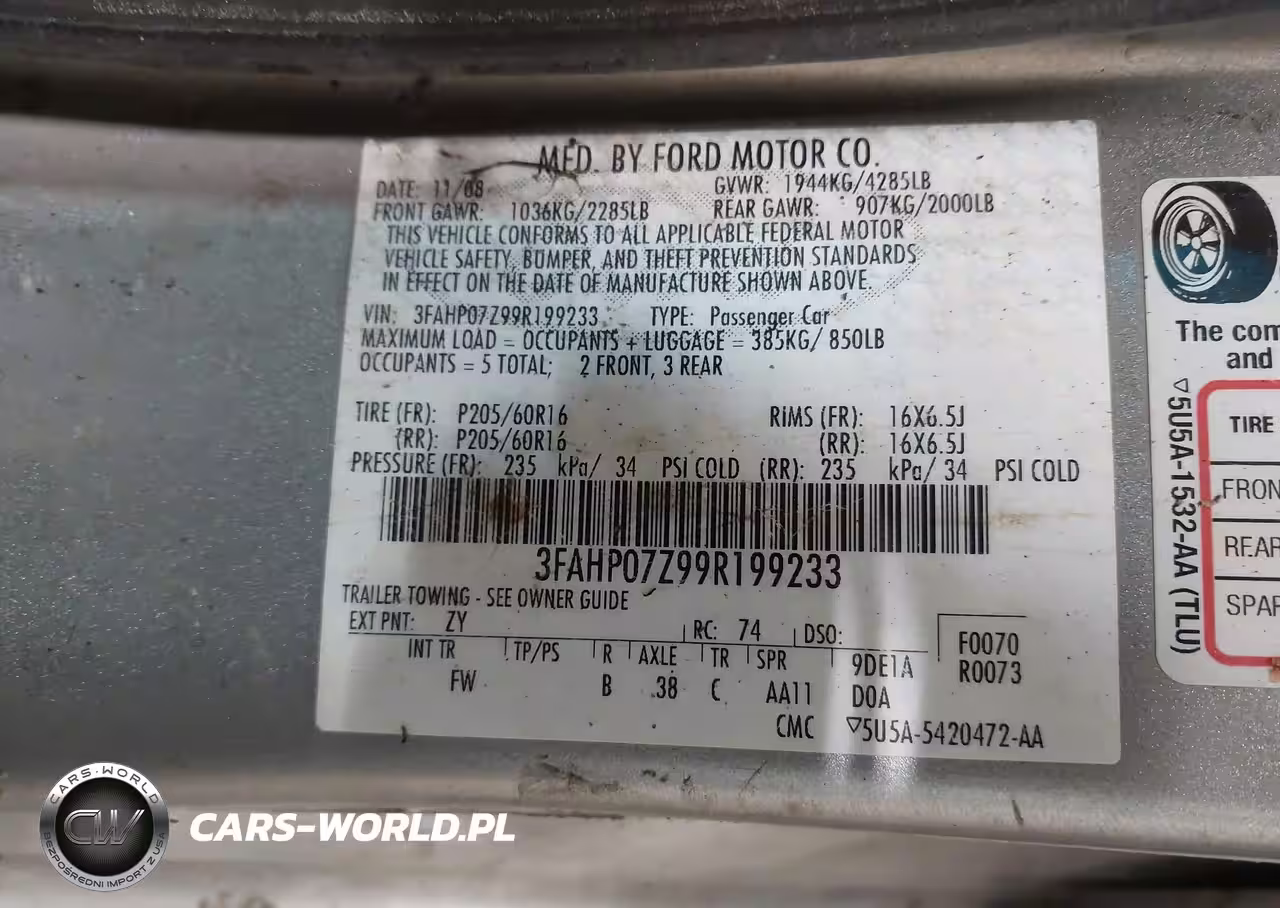 MFD. BY FORD MOTOR CO.
DATE: 11/08 GVWR: 1944KG/4285LB
FRONT GAWR: 1036KG/2285LB REAR GAWR: 907KG/2000LB
THIS VEHICLE CONFORMS TO ALL APPLICABLE FEDERAL MOTOR
VEHICLE SAFETY, BUMPER, AND THEFT PREVENTION STANDARDS
IN EFFECT ON THE DATE OF MANUFACTURE SHOWN ABOVE.
VIN: 3FAHP07Z99R199233 TYPE: Passenger Car
MAXIMUM LOAD = OCCUPANTS + LUGGAGE = 385KG/ 850LB
OCCUPANTS = 5 TOTAL; 2 FRONT, 3 REAR
TIRE (FR): P205/60R16 RIMS (FR): 16X6.5J
(RR): P205/60R16 (RR): 16X6.5J
PRESSURE (FR): 235 kPa/ 34 PSI COLD (RR): 235 kPa/ 34 PSI COLD
3FAHP07Z99R199233
TRAILER TOWING - SEE OWNER GUIDE
EXT PNT: ZY RC: 74 DSO: F0070
R0073
INT TR TP/PS R AXLE TR SPR 9DE1A
FW B .38 C AA11 D0A
CMC ▽5U5A-5420472-AA
The com
and
▽5U5A-1532-AA (TLU)
TIRE
FRON
REAR
SPAR
CARS-WORLD
CW
BEZPOŚREDNI IMPORT Z USA
CARS-WORLD.PL